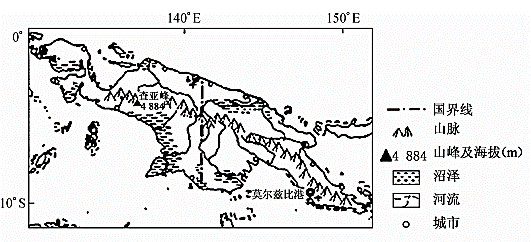 140° 150°
0°
查亚峰
4 884
莫尔兹比港
10°S
国界线
山脉
4 884 山峰及海拔(m)
沼泽
河流
城市